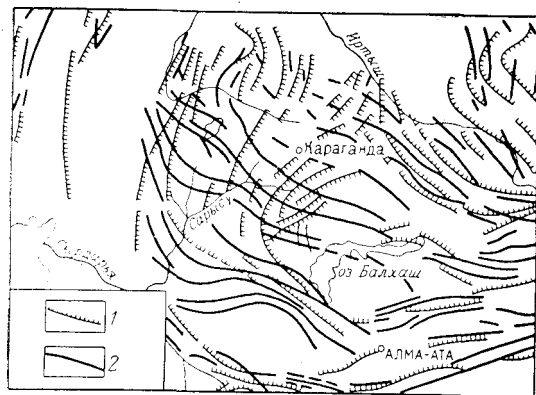 Иртыш
Караганда
Сарысу
Сырдарья
оз Балхаш
АЛМА-АТА
1
2